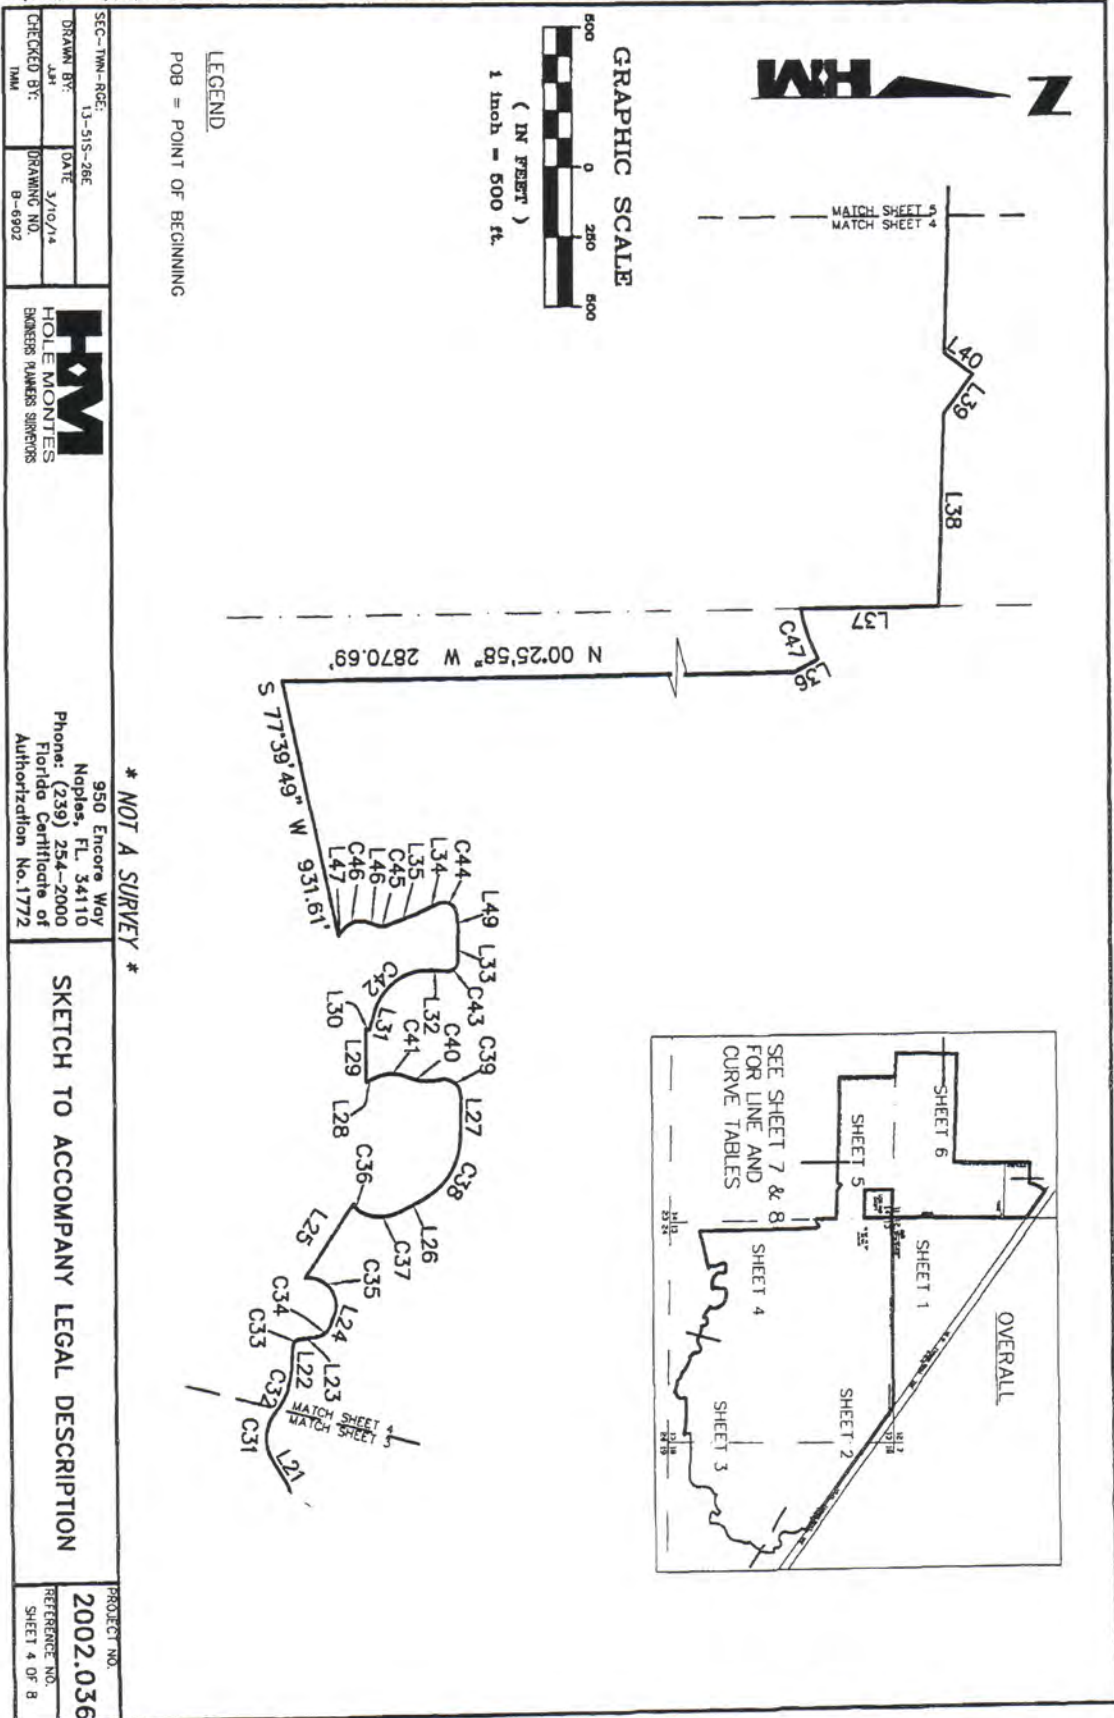 N
HM
MATCH SHEET 5
MATCH SHEET 4
L40
L39
L38
L37
C47
L36
GRAPHIC SCALE
500 0 250 500
( IN FEET )
1 inch = 500 ft.
LEGEND
POB = POINT OF BEGINNING
N 00°25'58" W 2870.69'
S 77°39'49" W 931.61'
L47
C46
L46
C45
L35
L34
C44
L49
L33
C43
L32
C42
L31
L30
L29
L28
C41
C40
C39
L27
C38
L26
C37
C36
L25
C35
L24
C34
C33
L23
L22
C32
MATCH SHEET 4
MATCH SHEET 3
C31
L21
OVERALL
SHEET 6
SHEET 5
SHEET 1
SHEET 4
SHEET 2
SHEET 3
SEE SHEET 7 & 8
FOR LINE AND
CURVE TABLES
* NOT A SURVEY *
SEC-TWN-RGE:
13-51S-26E
DRAWN BY:
JJH
DATE
3/10/14
CHECKED BY:
TMM
DRAWING NO.
B-6902
HM
HOLE MONTES
ENGINEERS PLANNERS SURVEYORS
950 Encore Way
Naples, FL. 34110
Phone: (239) 254-2000
Florida Certificate of
Authorization No.1772
SKETCH TO ACCOMPANY LEGAL DESCRIPTION
PROJECT NO.
2002.036
REFERENCE NO.
SHEET 4 OF 8